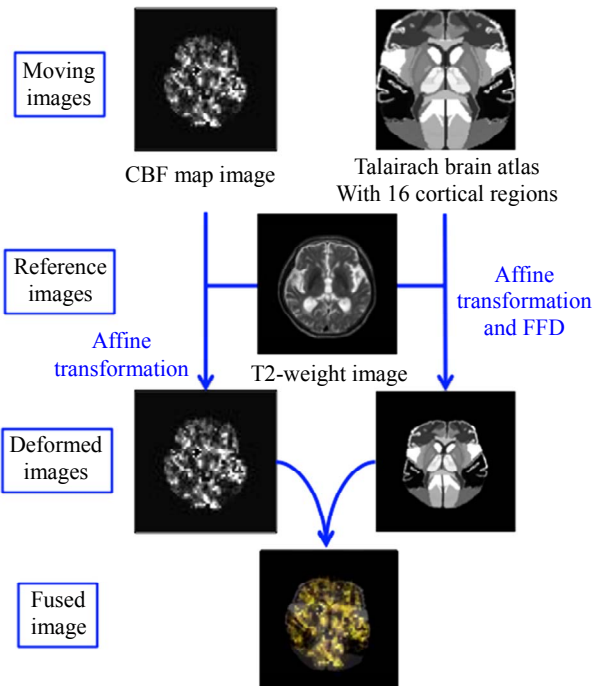 Moving
images
CBF map image
Talairach brain atlas
With 16 cortical regions
Reference
images
Affine
transformation
and FFD
Affine
transformation
T2-weight image
Deformed
images
Fused
image